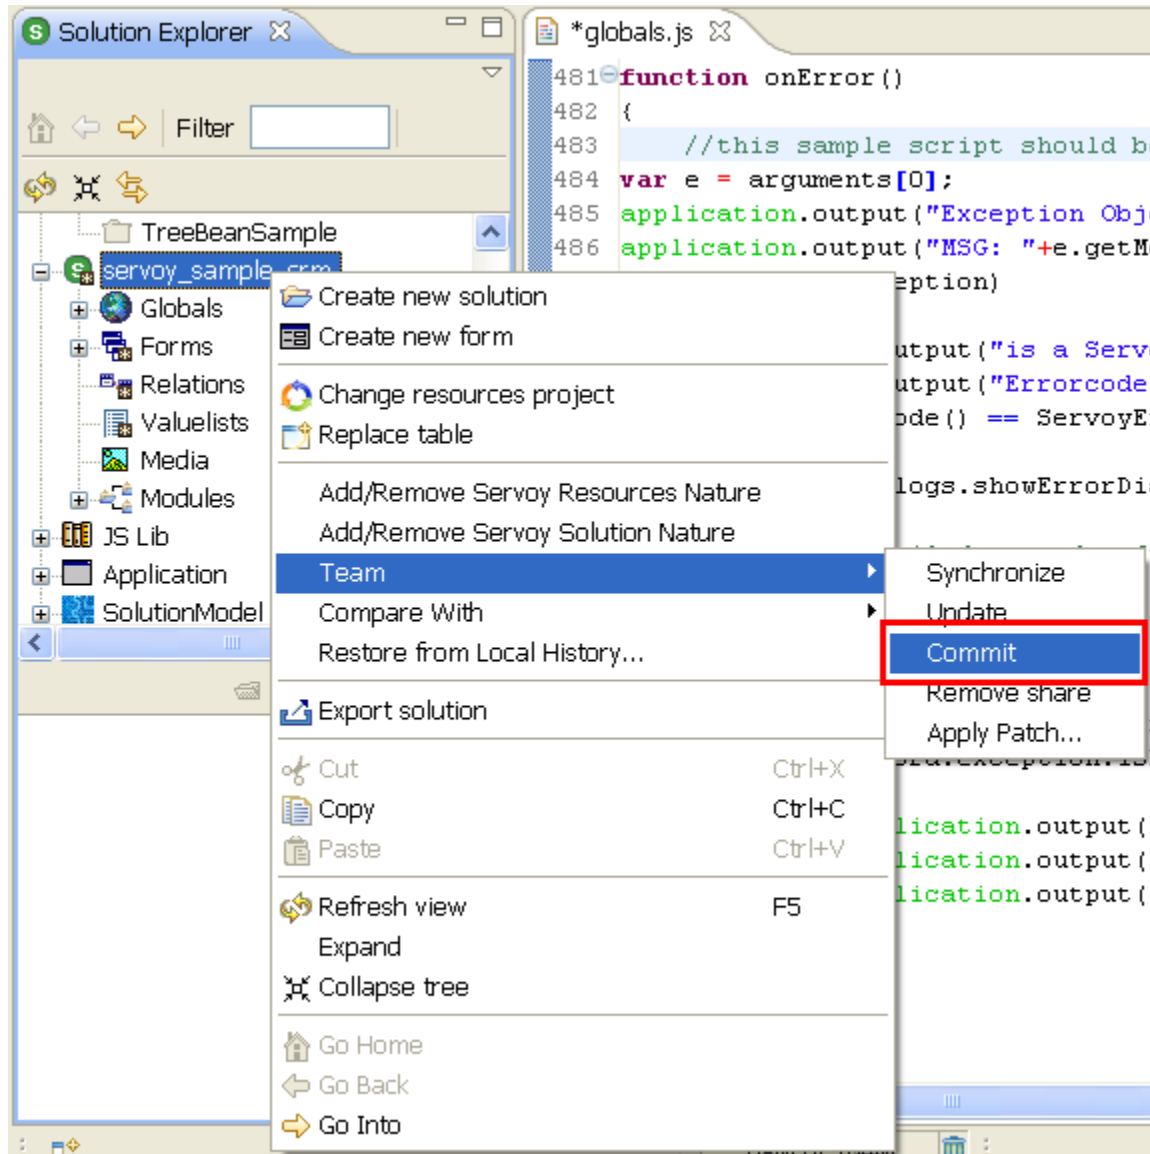 Solution Explorer
*globals.js
Filter
TreeBeanSample
servoy_sample_crm
Globals
Forms
Relations
Valuelists
Media
Modules
JS Lib
Application
SolutionModel
481 function onError()
482 {
483 //this sample script should b
484 var e = arguments[0];
485 application.output("Exception Obj
486 application.output("MSG: "+e.getM
eption)
utput("is a Serv
utput("Errorcode
ode() == ServoyE
logs.showErrorDi
lication.output(
lication.output(
lication.output(
Create new solution
Create new form
Change resources project
Replace table
Add/Remove Servoy Resources Nature
Add/Remove Servoy Solution Nature
Team
Compare With
Restore from Local History...
Export solution
Cut Ctrl+X
Copy Ctrl+C
Paste Ctrl+V
Refresh view F5
Expand
Collapse tree
Go Home
Go Back
Go Into
Synchronize
Update
Commit
Remove share
Apply Patch...